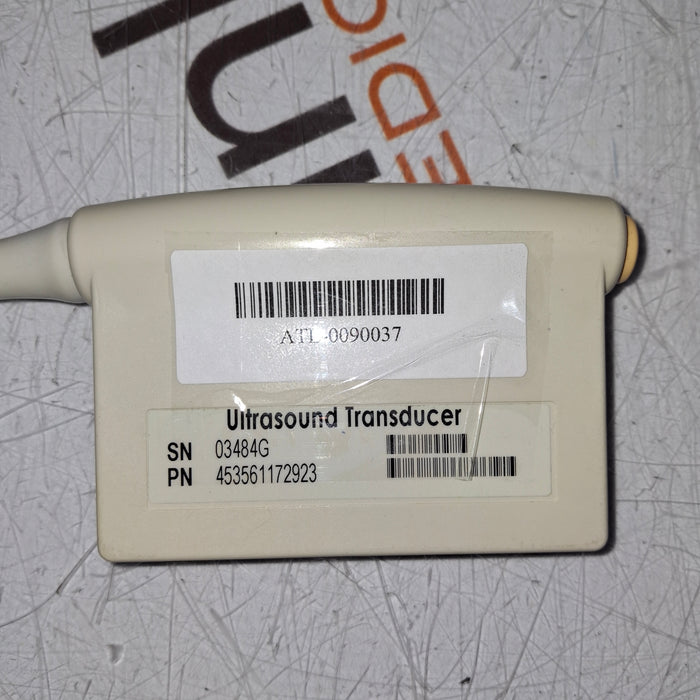 ATL-0090037
Ultrasound Transducer
SN 03484G
PN 453561172923